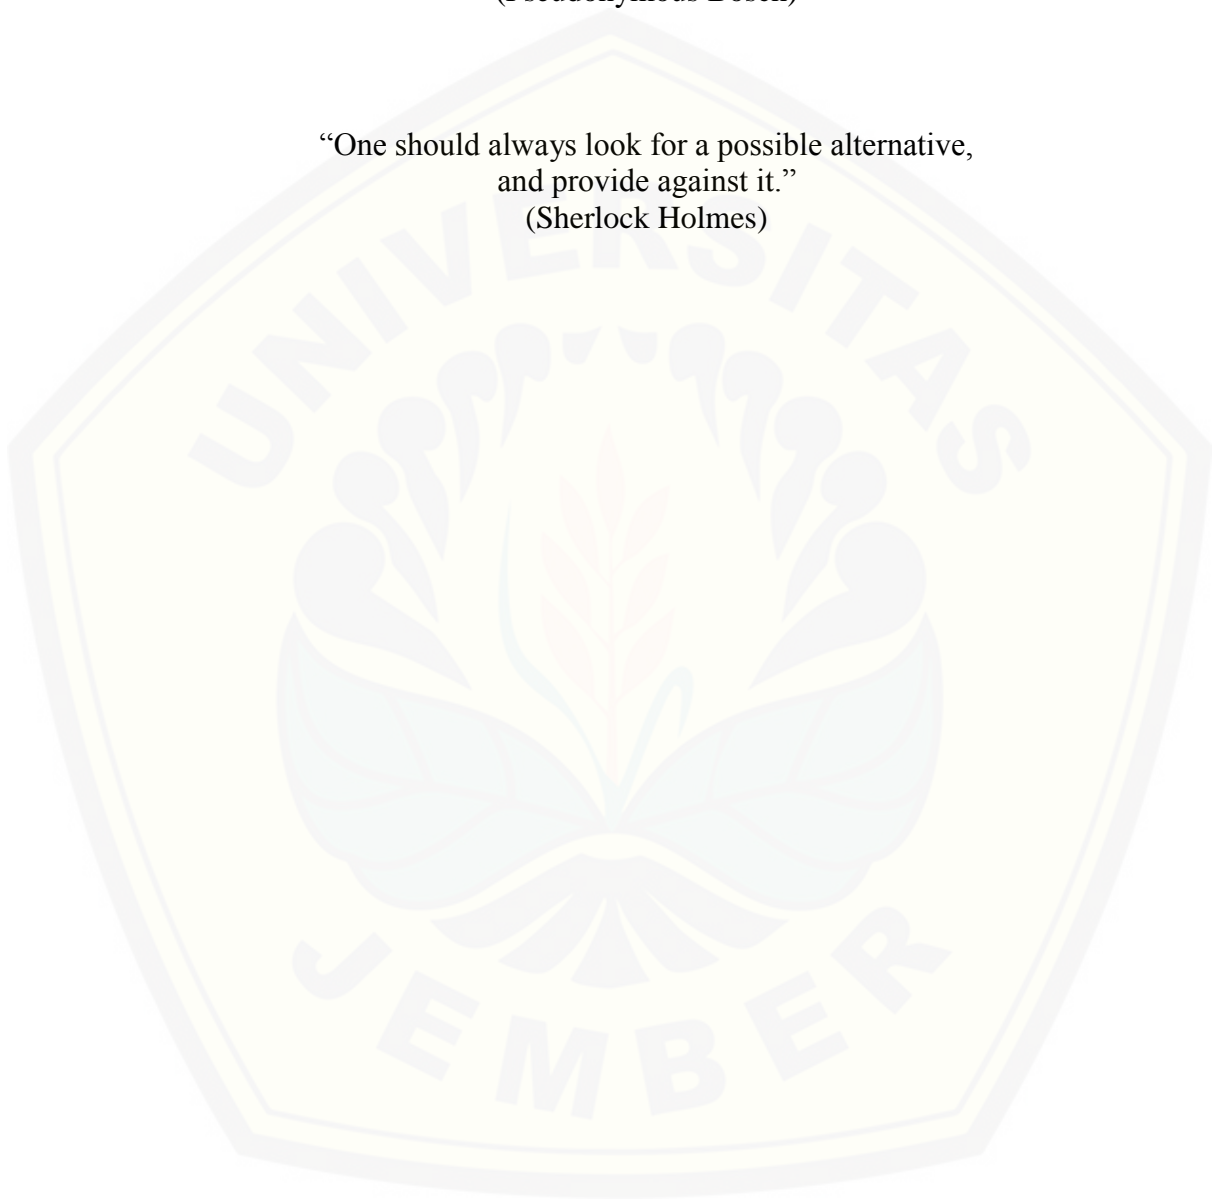 (Pseudonymous Bosch)
“One should always look for a possible alternative,
and provide against it.”
(Sherlock Holmes)
UNIVERSITAS
JEMBER